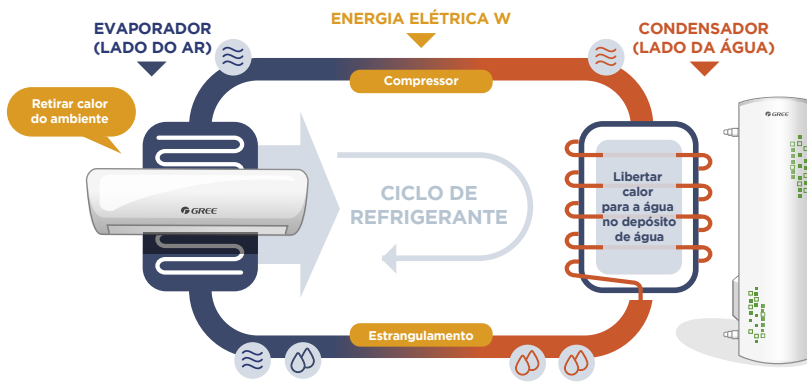 ENERGIA ELÉTRICA W
EVAPORADOR
(LADO DO AR)
CONDENSADOR
(LADO DA ÁGUA)
Compressor
Retirar calor
do ambiente
GREE
CICLO DE
REFRIGERANTE
Libertar
calor
para a água
no depósito
de água
GREE
Estrangulamento